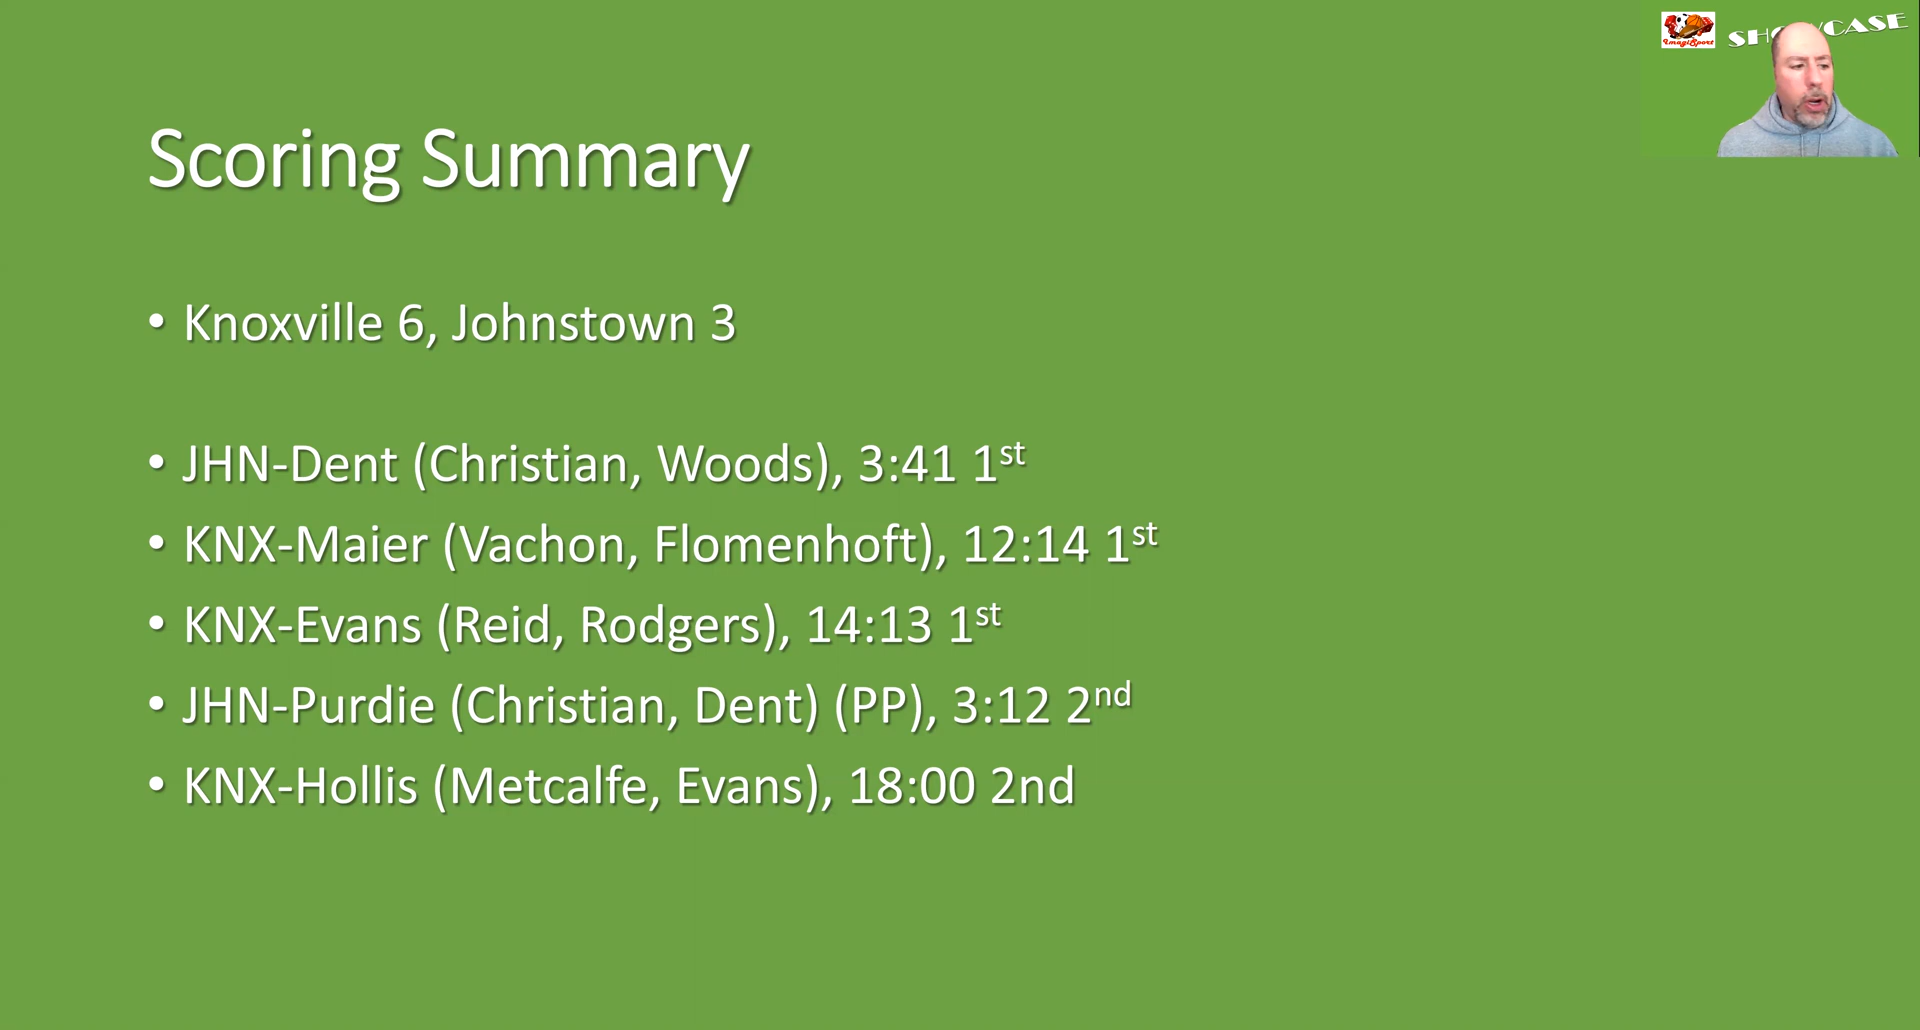 ImagiSport
SHOWCASE
Scoring Summary
• Knoxville 6, Johnstown 3
• JHN-Dent (Christian, Woods), 3:41 1st
• KNX-Maier (Vachon, Flomenhoft), 12:14 1st
• KNX-Evans (Reid, Rodgers), 14:13 1st
• JHN-Purdie (Christian, Dent) (PP), 3:12 2nd
• KNX-Hollis (Metcalfe, Evans), 18:00 2nd